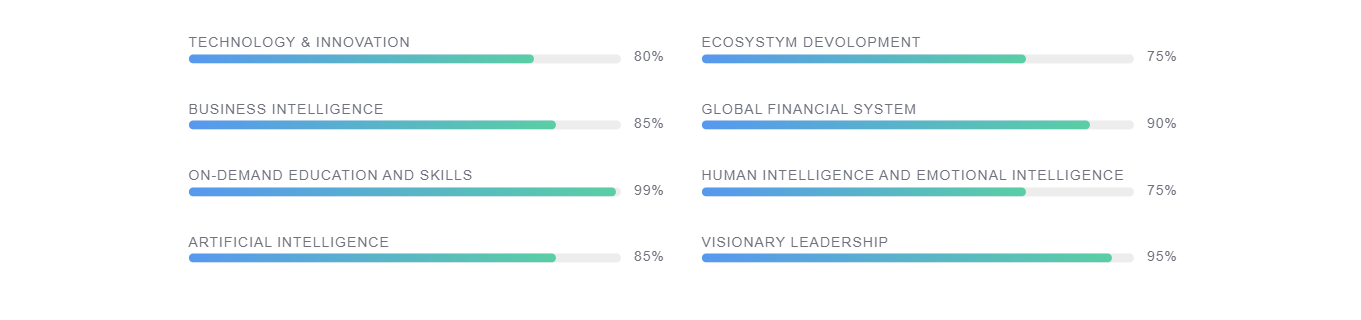 TECHNOLOGY & INNOVATION
80%
BUSINESS INTELLIGENCE
85%
ON-DEMAND EDUCATION AND SKILLS
99%
ARTIFICIAL INTELLIGENCE
85%
ECOSYSTYM DEVOLOPMENT
75%
GLOBAL FINANCIAL SYSTEM
90%
HUMAN INTELLIGENCE AND EMOTIONAL INTELLIGENCE
75%
VISIONARY LEADERSHIP
95%